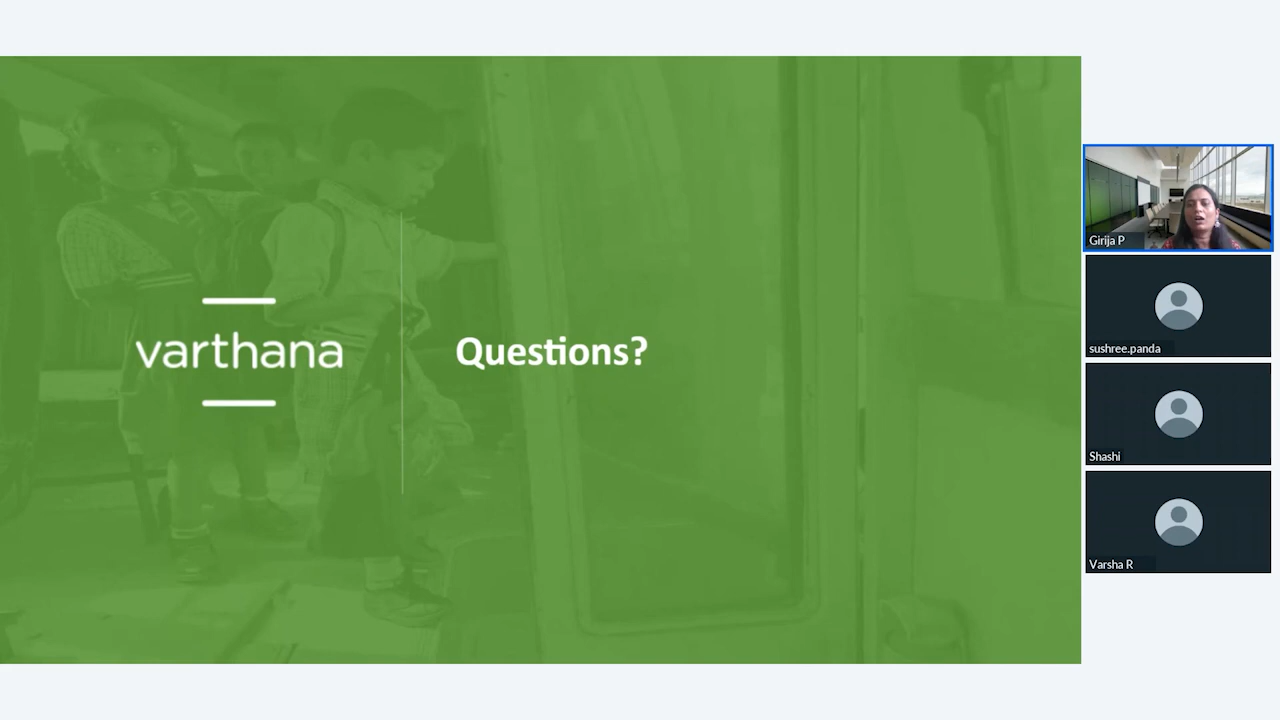 varthana
Questions?
Girija P
sushree.panda
Shashi
Varsha R